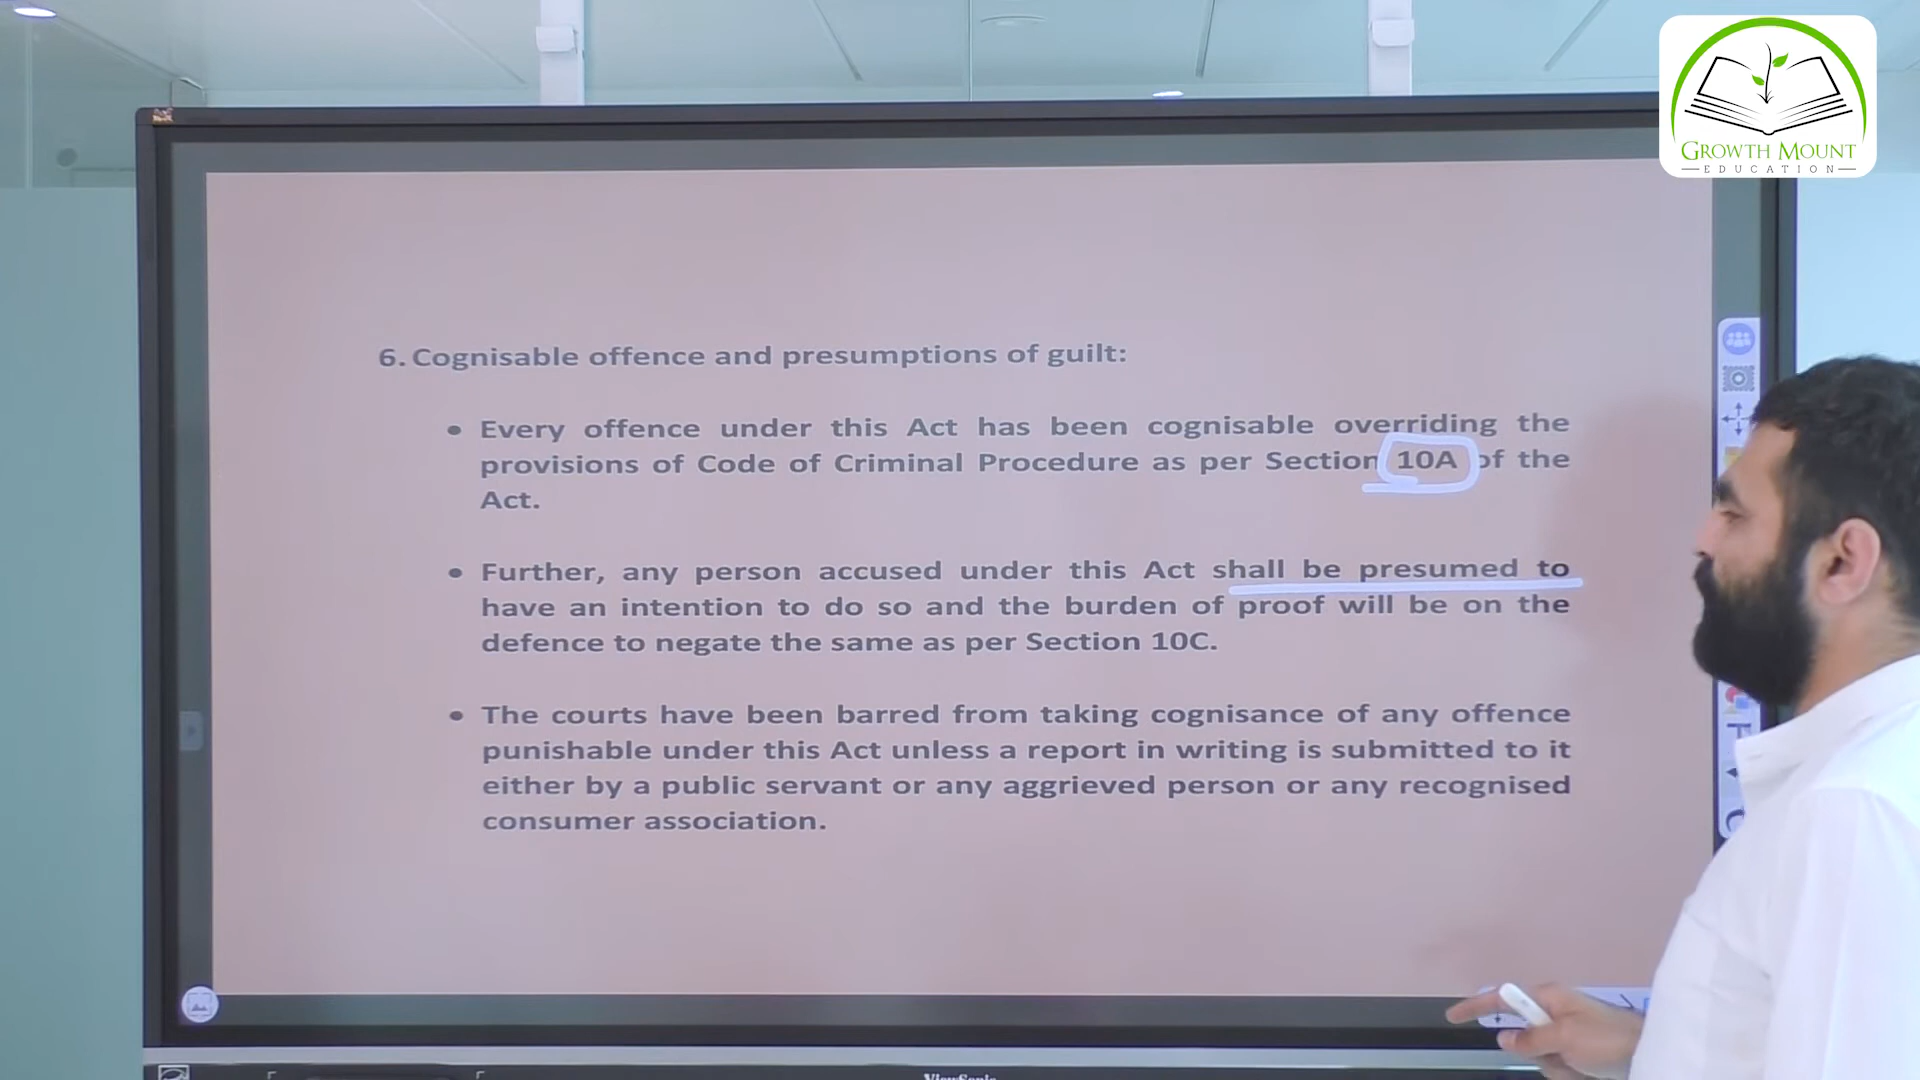 GROWTH MOUNT
EDUCATION
6. Cognisable offence and presumptions of guilt:
• Every offence under this Act has been cognisable overriding the
provisions of Code of Criminal Procedure as per Section 10A of the
Act.
• Further, any person accused under this Act shall be presumed to
have an intention to do so and the burden of proof will be on the
defence to negate the same as per Section 10C.
• The courts have been barred from taking cognisance of any offence
punishable under this Act unless a report in writing is submitted to it
either by a public servant or any aggrieved person or any recognised
consumer association.
ViewSonic